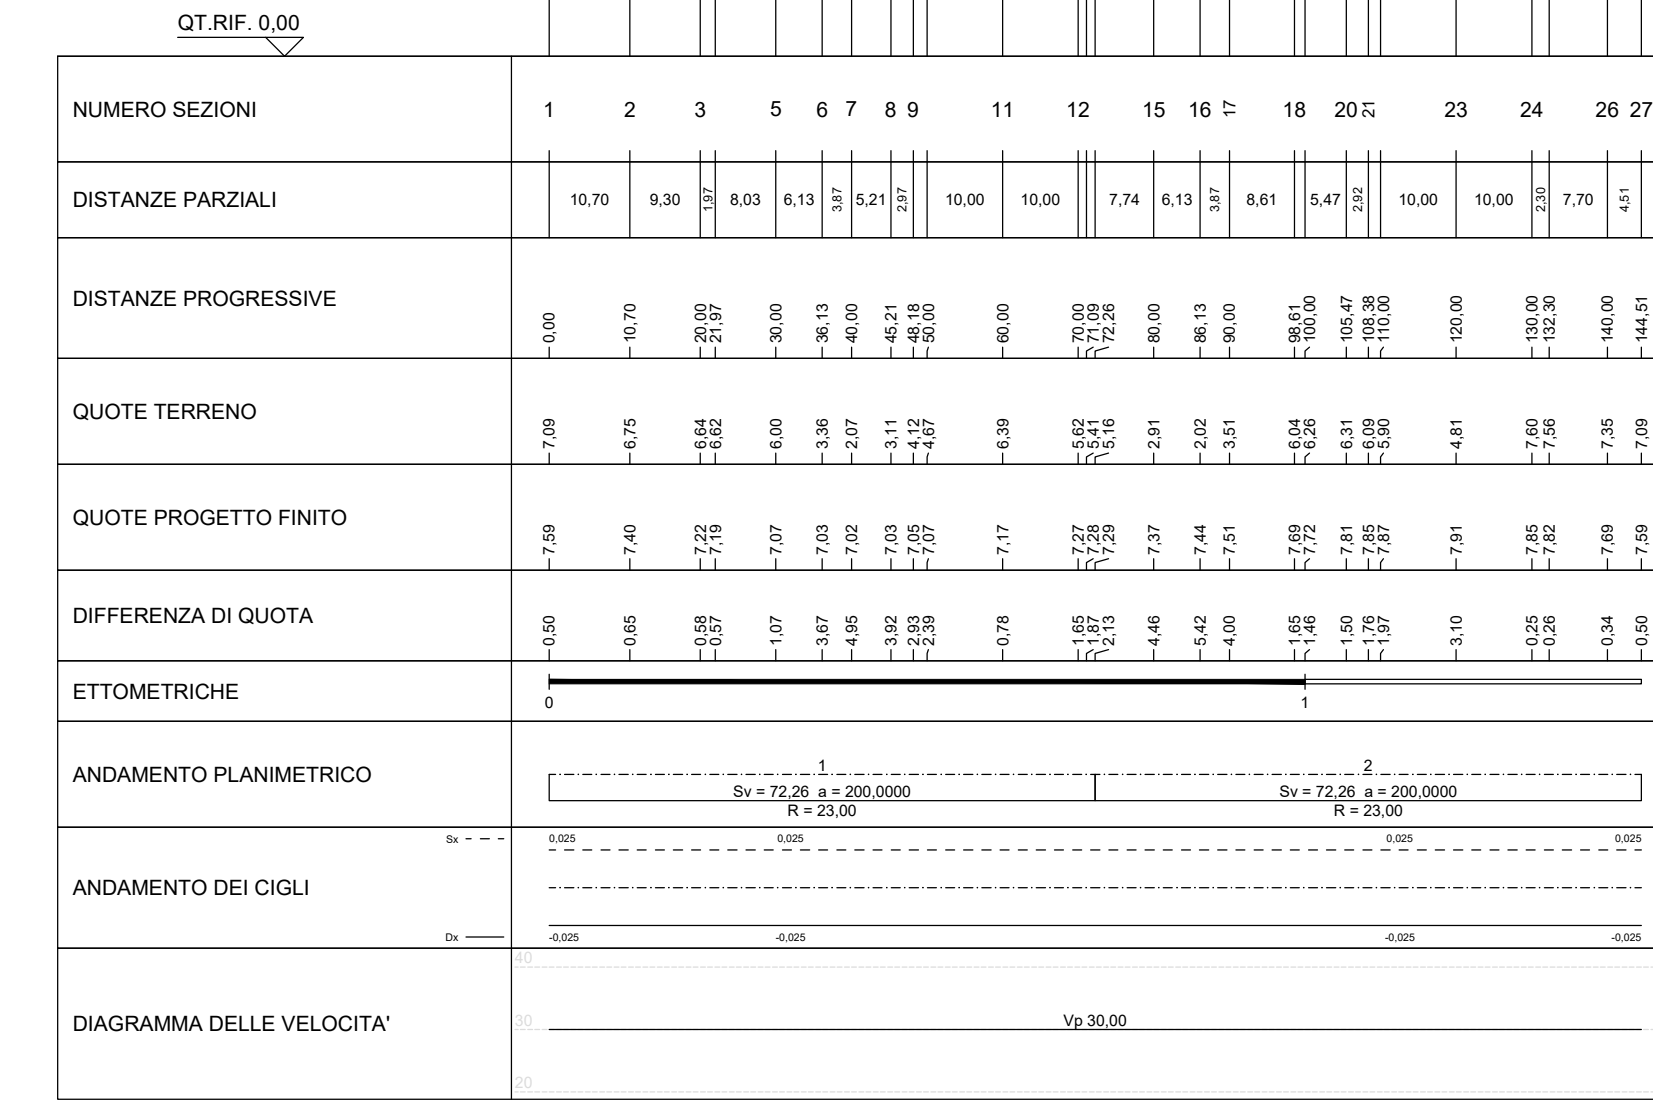 QT.RIF. 0,00
NUMERO SEZIONI 1 2 3 5 6 7 8 9 11 12 15 16 17 18 20 21 23 24 26 27
DISTANZE PARZIALI 10,70 9,30 1,97 8,03 6,13 3,87 5,21 2,97 10,00 10,00 7,74 6,13 3,87 8,61 5,47 2,92 10,00 10,00 2,30 7,70 4,51
DISTANZE PROGRESSIVE 0,00 10,70 20,00 21,97 30,00 36,13 40,00 45,21 48,18 50,00 60,00 70,00 71,09 72,26 80,00 86,13 90,00 98,61 100,00 105,47 108,38 110,00 120,00 130,00 132,30 140,00 144,51
QUOTE TERRENO 7,09 6,75 6,64 6,62 6,00 3,36 2,07 3,11 4,12 4,67 6,39 5,62 5,41 5,16 2,91 2,02 3,51 6,04 6,26 6,31 6,09 5,90 4,81 7,60 7,56 7,35 7,09
QUOTE PROGETTO FINITO 7,59 7,40 7,22 7,19 7,07 7,03 7,02 7,03 7,05 7,07 7,17 7,27 7,28 7,29 7,37 7,44 7,51 7,69 7,72 7,81 7,85 7,87 7,91 7,85 7,82 7,69 7,59
DIFFERENZA DI QUOTA 0,50 0,65 0,58 0,57 1,07 3,67 4,95 3,92 2,93 2,39 0,78 1,65 1,87 2,13 4,46 5,42 4,00 1,65 1,46 1,50 1,76 1,97 3,10 0,25 0,26 0,34 0,50
ETTOMETRICHE
0 1
1 2
ANDAMENTO PLANIMETRICO
Sv = 72,26 a = 200,0000 Sv = 72,26 a = 200,0000
R = 23,00 R = 23,00
Sx 0,025 0,025 0,025 0,025
ANDAMENTO DEI CIGLI
Dx -0,025 -0,025 -0,025 -0,025
40
DIAGRAMMA DELLE VELOCITA' 30 Vp 30,00
20